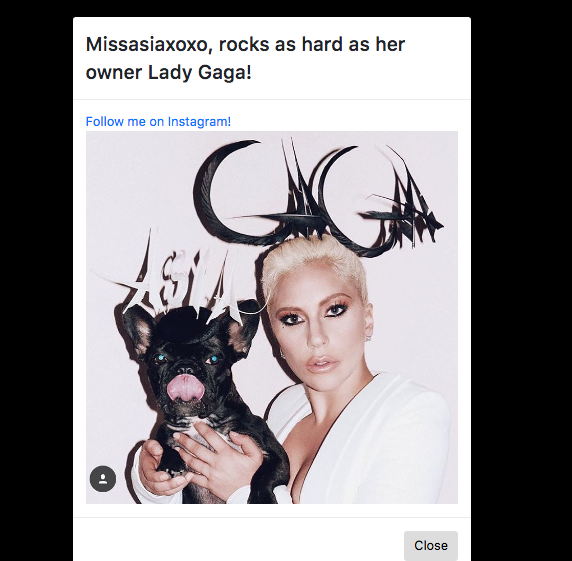 Missasiaxoxo, rocks as hard as her
owner Lady Gaga!
Follow me on Instagram!
GAGA
ASIA
Close